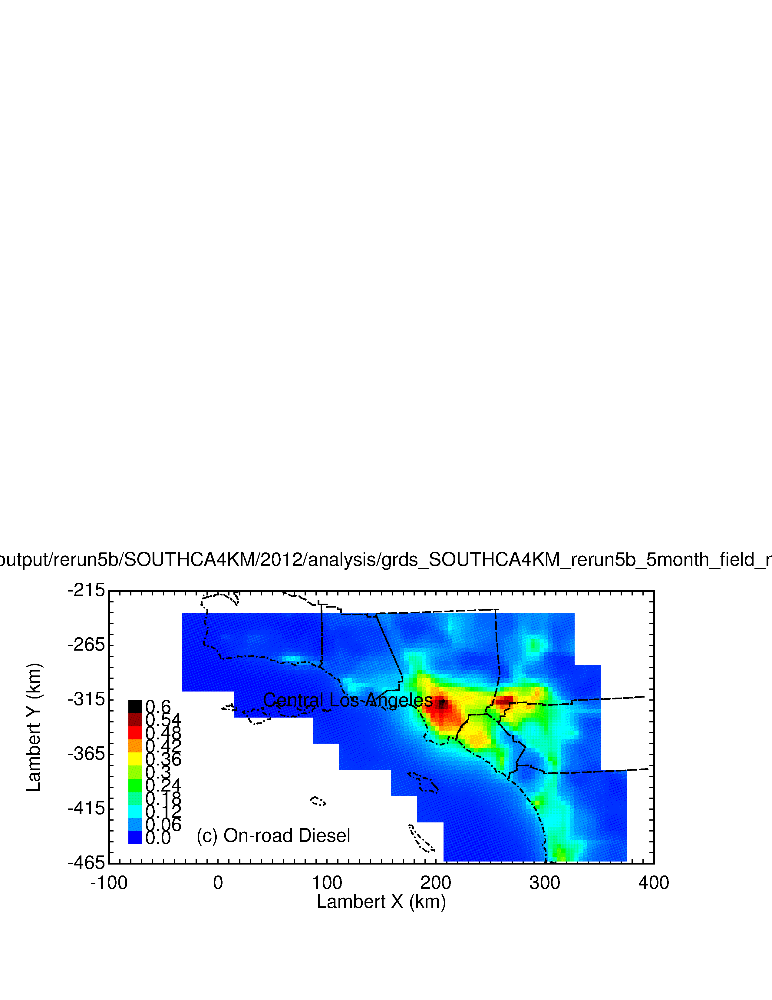 output/rerun5b/SOUTHCA4KM/2012/analysis/grds_SOUTHCA4KM_rerun5b_5month_field_
-215
-265
-315
-365
-415
-465
Lambert Y (km)
Central Los Angeles
0.6
0.54
0.48
0.42
0.36
0.3
0.24
0.18
0.12
0.06
0.0
(c) On-road Diesel
-100 0 100 200 300 400
Lambert X (km)